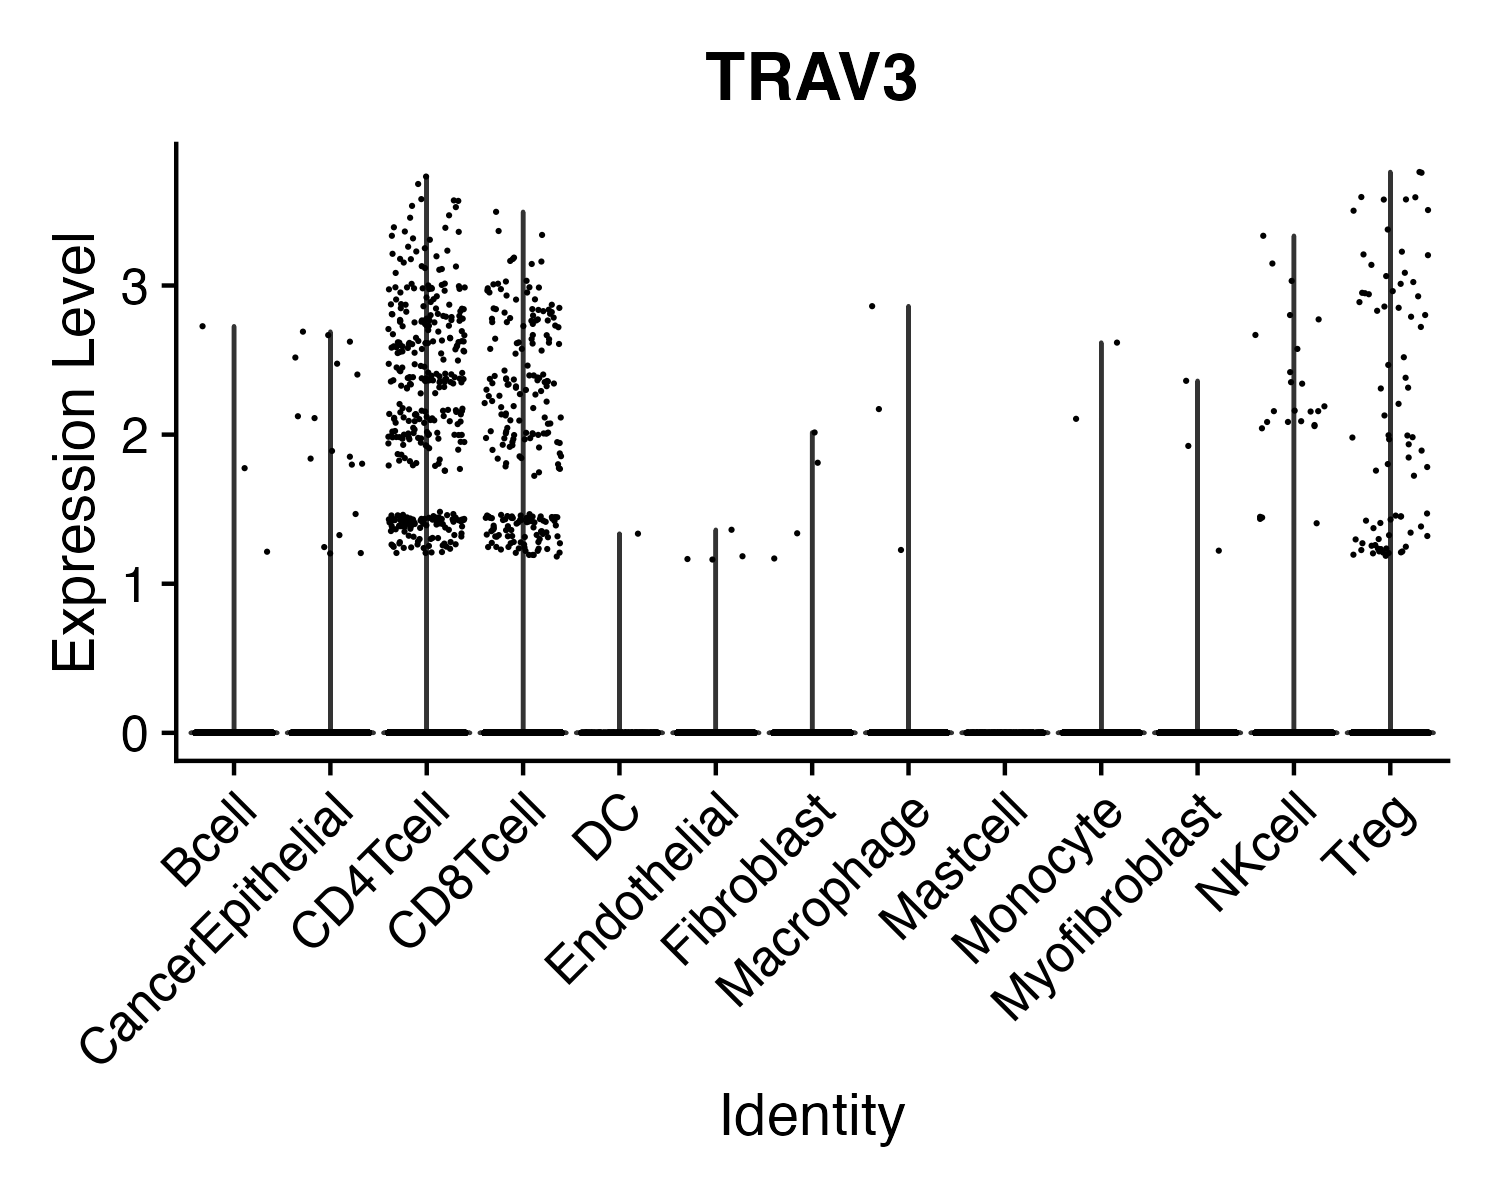 TRAV3
Expression Level
3
2
1
0
Bcell
CancerEpithelial
CD4Tcell
CD8Tcell
DC
Endothelial
Fibroblast
Macrophage
Mastcell
Monocyte
Myofibroblast
NKcell
Treg
Identity